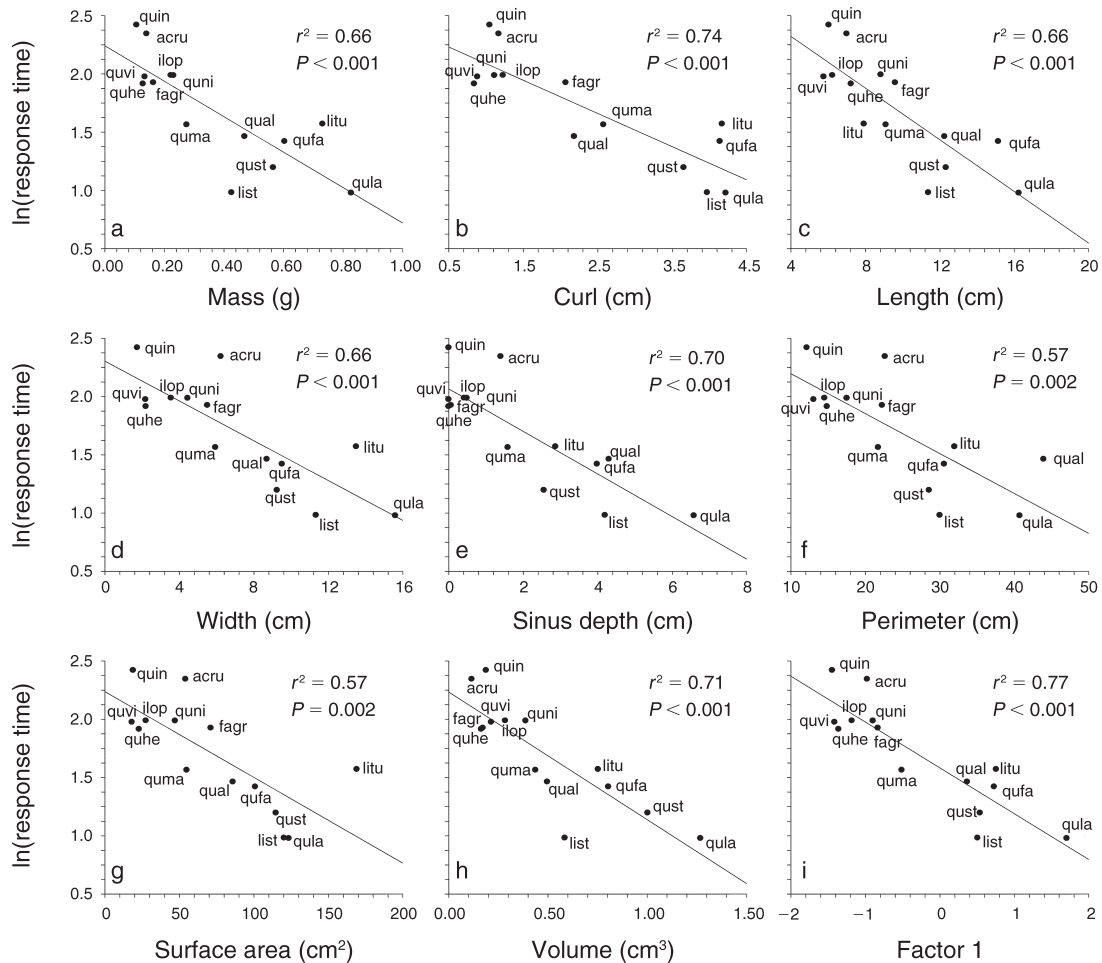 2.5
2.0
1.5
1.0
0.5
ln(response time)
quin
acru
r² = 0.66
P < 0.001
ilop
quvi
quni
quhe
fagr
quma
qual
litu
qufa
qust
list
qula
a
0.00 0.20 0.40 0.60 0.80 1.00
Mass (g)
quin
acru
r² = 0.74
P < 0.001
quni
quvi
ilop
quhe
fagr
quma
litu
qual
qufa
qust
list
qula
b
0.5 1.5 2.5 3.5 4.5
Curl (cm)
quin
acru
r² = 0.66
P < 0.001
ilop
quni
quvi
quhe
fagr
litu
quma
qual
qufa
qust
list
qula
c
4 8 12 16 20
Length (cm)
2.5
2.0
1.5
1.0
0.5
ln(response time)
quin
acru
r² = 0.66
P < 0.001
quvi
ilop
quni
quhe
fagr
quma
litu
qual
qufa
qust
qula
list
d
0 4 8 12 16
Width (cm)
quin
acru
r² = 0.70
P < 0.001
quvi
ilop
quni
fagr
quhe
quma
litu
qual
qufa
qust
list
qula
e
0 2 4 6 8
Sinus depth (cm)
quin
acru
r² = 0.57
P = 0.002
ilop
quni
quvi
quhe
fagr
quma
litu
qufa
qual
qust
list
qula
f
10 20 30 40 50
Perimeter (cm)
2.5
2.0
1.5
1.0
0.5
ln(response time)
quin
acru
r² = 0.57
P = 0.002
quvi
ilop
quni
quhe
fagr
quma
litu
qual
qufa
qust
list
qula
g
0 50 100 150 200
Surface area (cm²)
quin
acru
r² = 0.71
P < 0.001
quvi
fagr
quni
quhe
ilop
quma
litu
qual
qufa
qust
list
qula
h
0.00 0.50 1.00 1.50
Volume (cm³)
quin
acru
r² = 0.77
P < 0.001
ilop
quni
quvi
quhe
fagr
quma
qual
litu
qufa
qust
list
qula
i
−2 −1 0 1 2
Factor 1